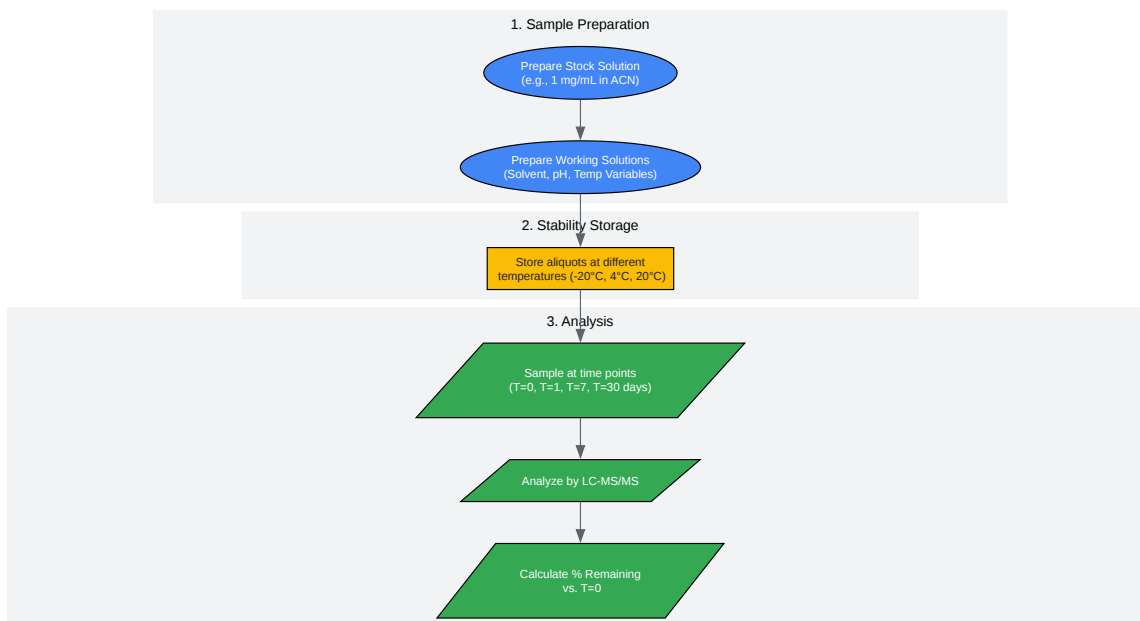 1. Sample Preparation
Prepare Stock Solution
(e.g., 1 mg/mL in ACN)
Prepare Working Solutions
(Solvent, pH, Temp Variables)
2. Stability Storage
Store aliquots at different
temperatures (-20°C, 4°C, 20°C)
3. Analysis
Sample at time points
(T=0, T=1, T=7, T=30 days)
Analyze by LC-MS/MS
Calculate % Remaining
vs. T=0